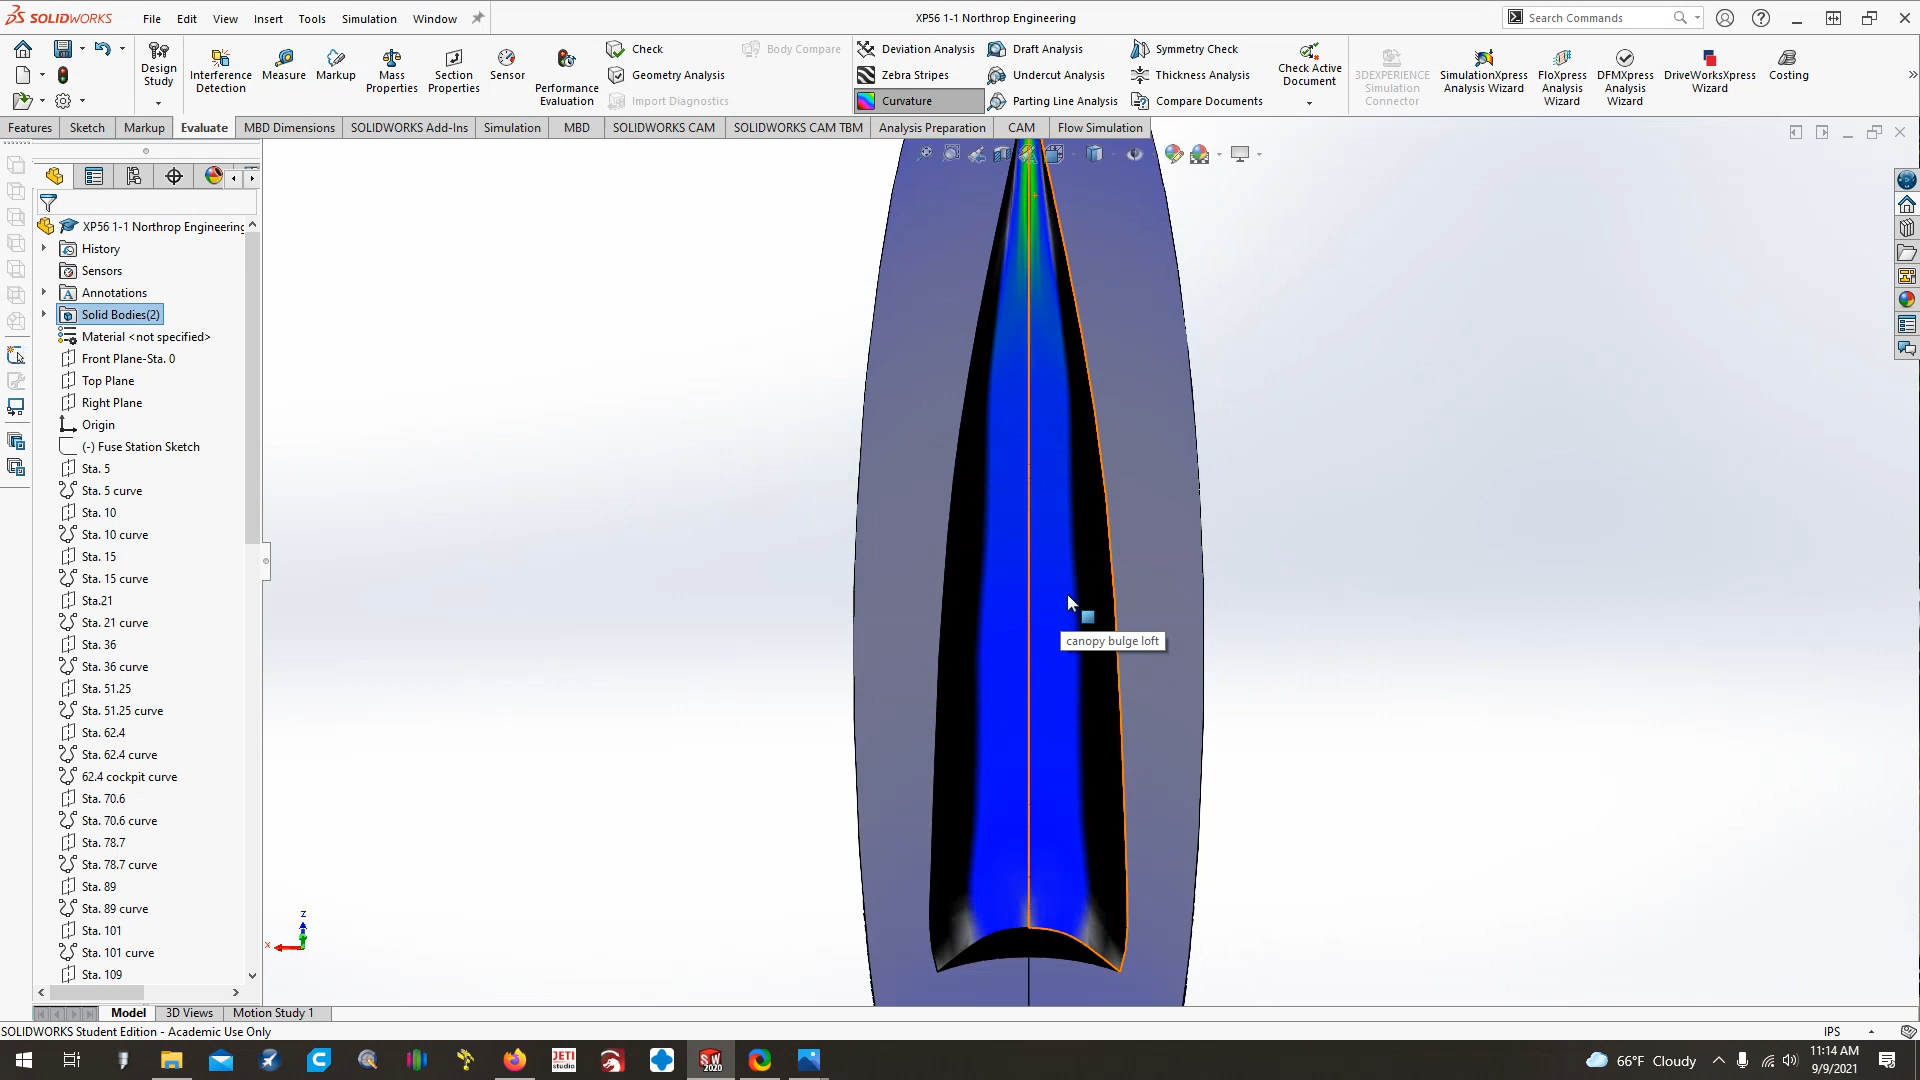 SOLIDWORKS File Edit View Insert Tools Simulation Window
XP56 1-1 Northrop Engineering
Search Commands
Design Study
Interference Detection
Measure
Markup
Mass Properties
Section Properties
Sensor
Performance Evaluation
Check
Geometry Analysis
Import Diagnostics
Body Compare
Deviation Analysis
Zebra Stripes
Curvature
Draft Analysis
Undercut Analysis
Parting Line Analysis
Symmetry Check
Thickness Analysis
Compare Documents
Check Active Document
3DEXPERIENCE Simulation Connector
SimulationXpress Analysis Wizard
FloXpress Analysis Wizard
DFMXpress Analysis Wizard
DriveWorksXpress Wizard
Costing
Features Sketch Markup Evaluate MBD Dimensions SOLIDWORKS Add-Ins Simulation MBD SOLIDWORKS CAM SOLIDWORKS CAM TBM Analysis Preparation CAM Flow Simulation
XP56 1-1 Northrop Engineering
History
Sensors
Annotations
Solid Bodies(2)
Material <not specified>
Front Plane-Sta. 0
Top Plane
Right Plane
Origin
(-) Fuse Station Sketch
Sta. 5
Sta. 5 curve
Sta. 10
Sta. 10 curve
Sta. 15
Sta. 15 curve
Sta.21
Sta. 21 curve
Sta. 36
Sta. 36 curve
Sta. 51.25
Sta. 51.25 curve
Sta. 62.4
Sta. 62.4 curve
62.4 cockpit curve
Sta. 70.6
Sta. 70.6 curve
Sta. 78.7
Sta. 78.7 curve
Sta. 89
Sta. 89 curve
Sta. 101
Sta. 101 curve
Sta. 109
canopy bulge loft
Z
X
Model 3D Views Motion Study 1
SOLIDWORKS Student Edition - Academic Use Only
IPS
JETI studio
SW 2020
66°F Cloudy
11:14 AM
9/9/2021